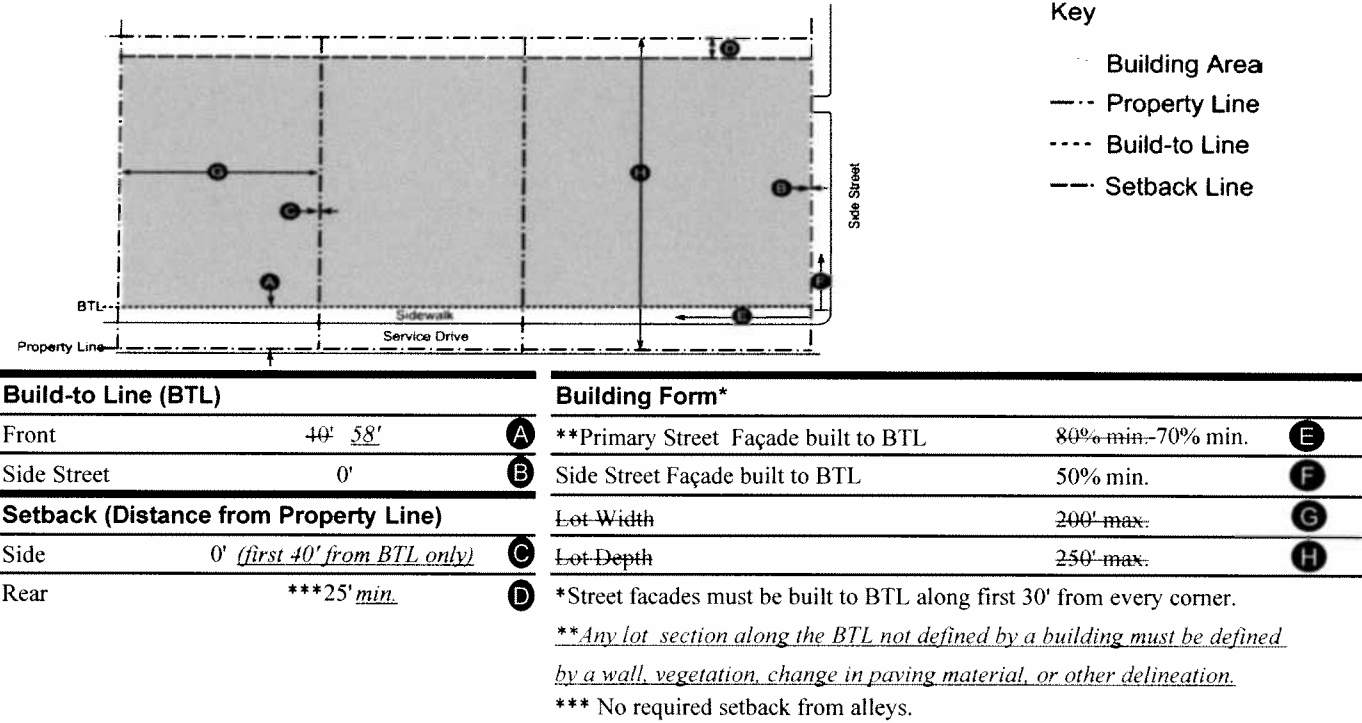 Key
Building Area
Property Line
Build-to Line
Setback Line
D
G
H
B
C
Side Street
A
F
BTL
Sidewalk
E
Service Drive
Property Line
Build-to Line (BTL)
Front 40' 58' A
Side Street 0' B
Setback (Distance from Property Line)
Side 0' (first 40' from BTL only) C
Rear ***25' min. D
Building Form*
**Primary Street Façade built to BTL 80% min. 70% min. E
Side Street Façade built to BTL 50% min. F
Lot Width 200' max. G
Lot Depth 250' max. H
*Street facades must be built to BTL along first 30' from every corner.
**Any lot section along the BTL not defined by a building must be defined
by a wall, vegetation, change in paving material, or other delineation.
*** No required setback from alleys.